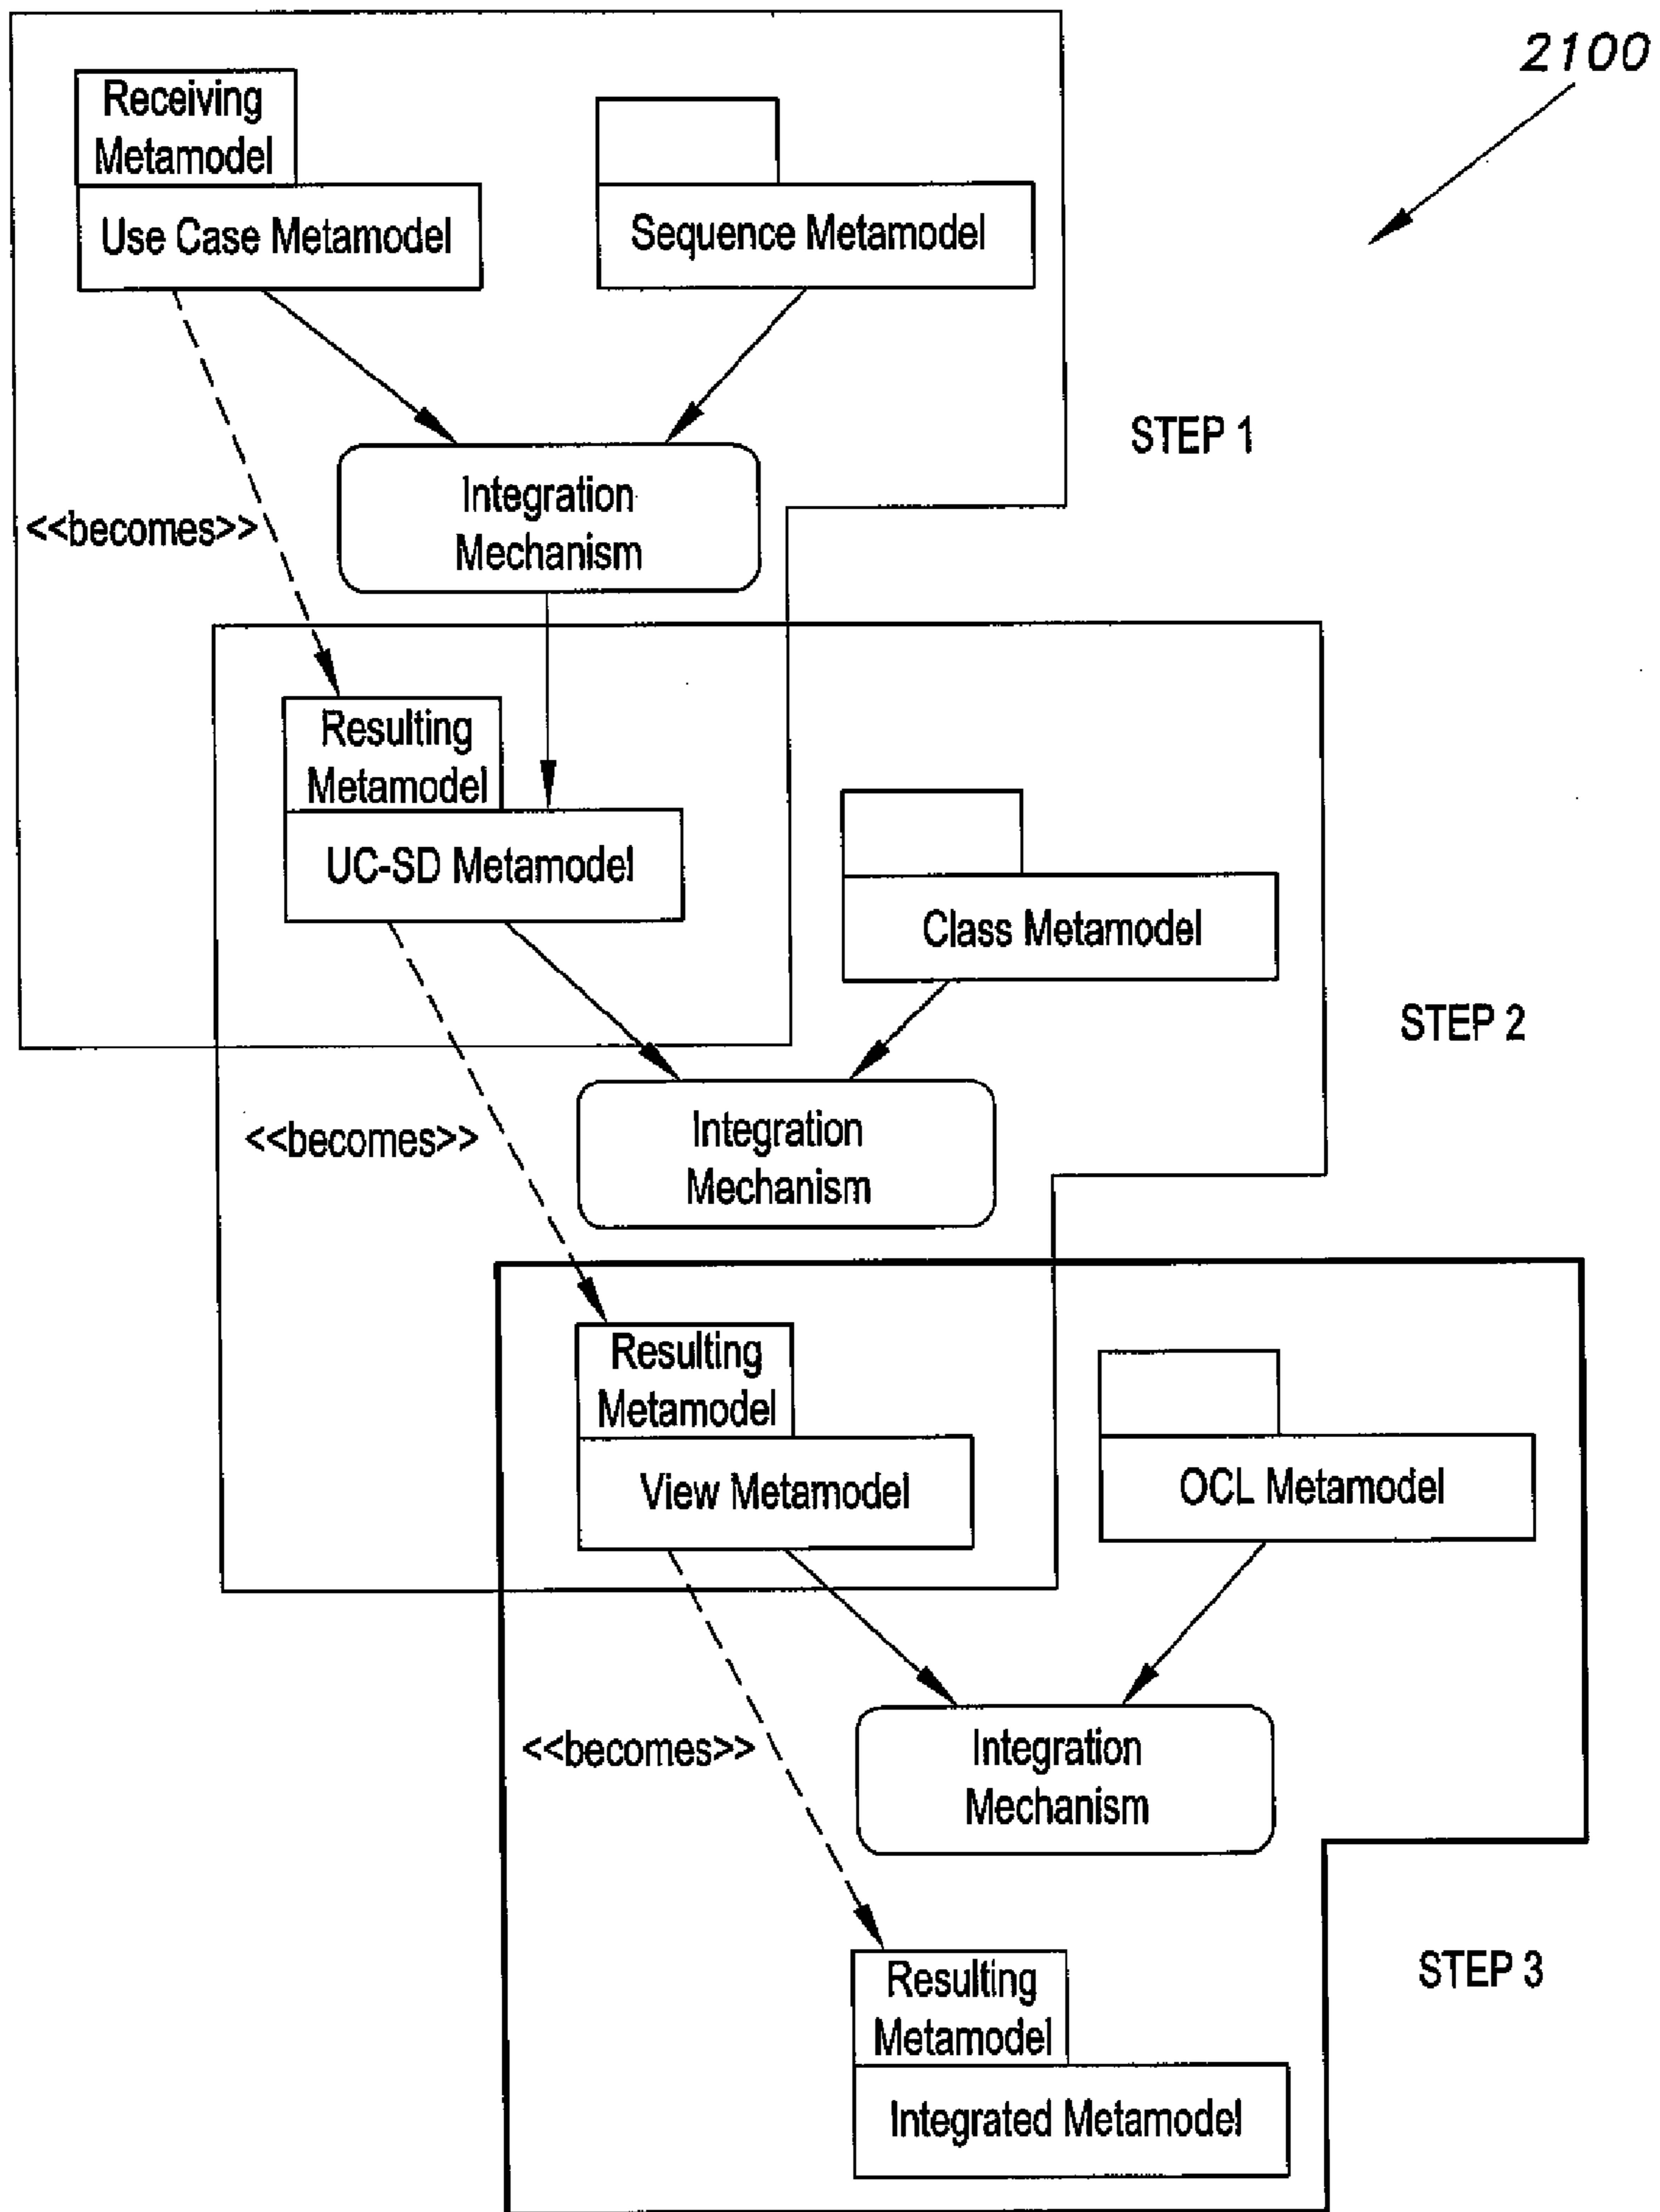 2100
Receiving
Metamodel
Use Case Metamodel
Sequence Metamodel
STEP 1
Integration
Mechanism
<<becomes>>
Resulting
Metamodel
UC-SD Metamodel
Class Metamodel
STEP 2
Integration
Mechanism
<<becomes>>
Resulting
Metamodel
View Metamodel
OCL Metamodel
Integration
Mechanism
<<becomes>>
STEP 3
Resulting
Metamodel
Integrated Metamodel